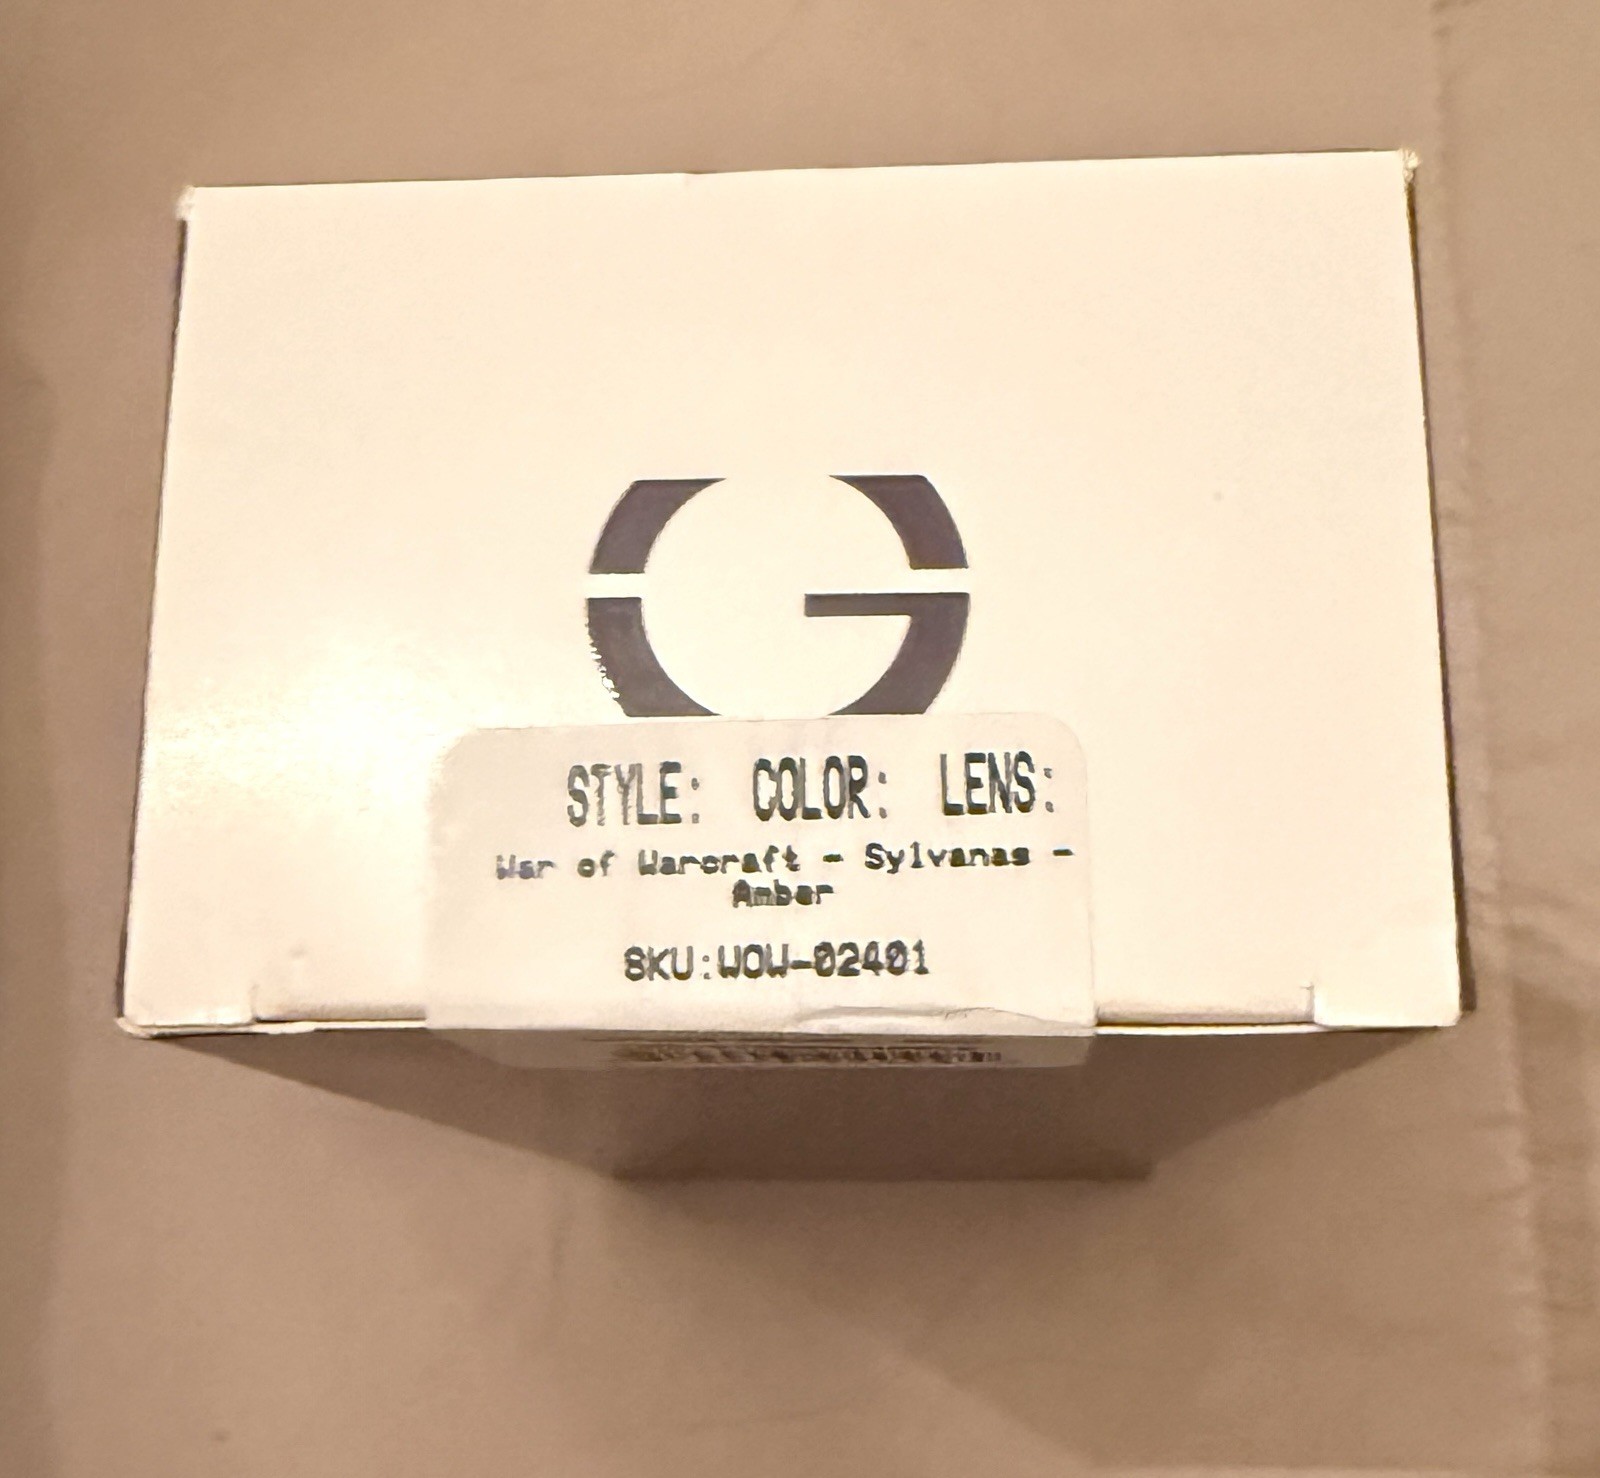 G
STYLE: COLOR: LENS:
War of Warcraft - Sylvanas -
Amber
SKU:WOW-02401